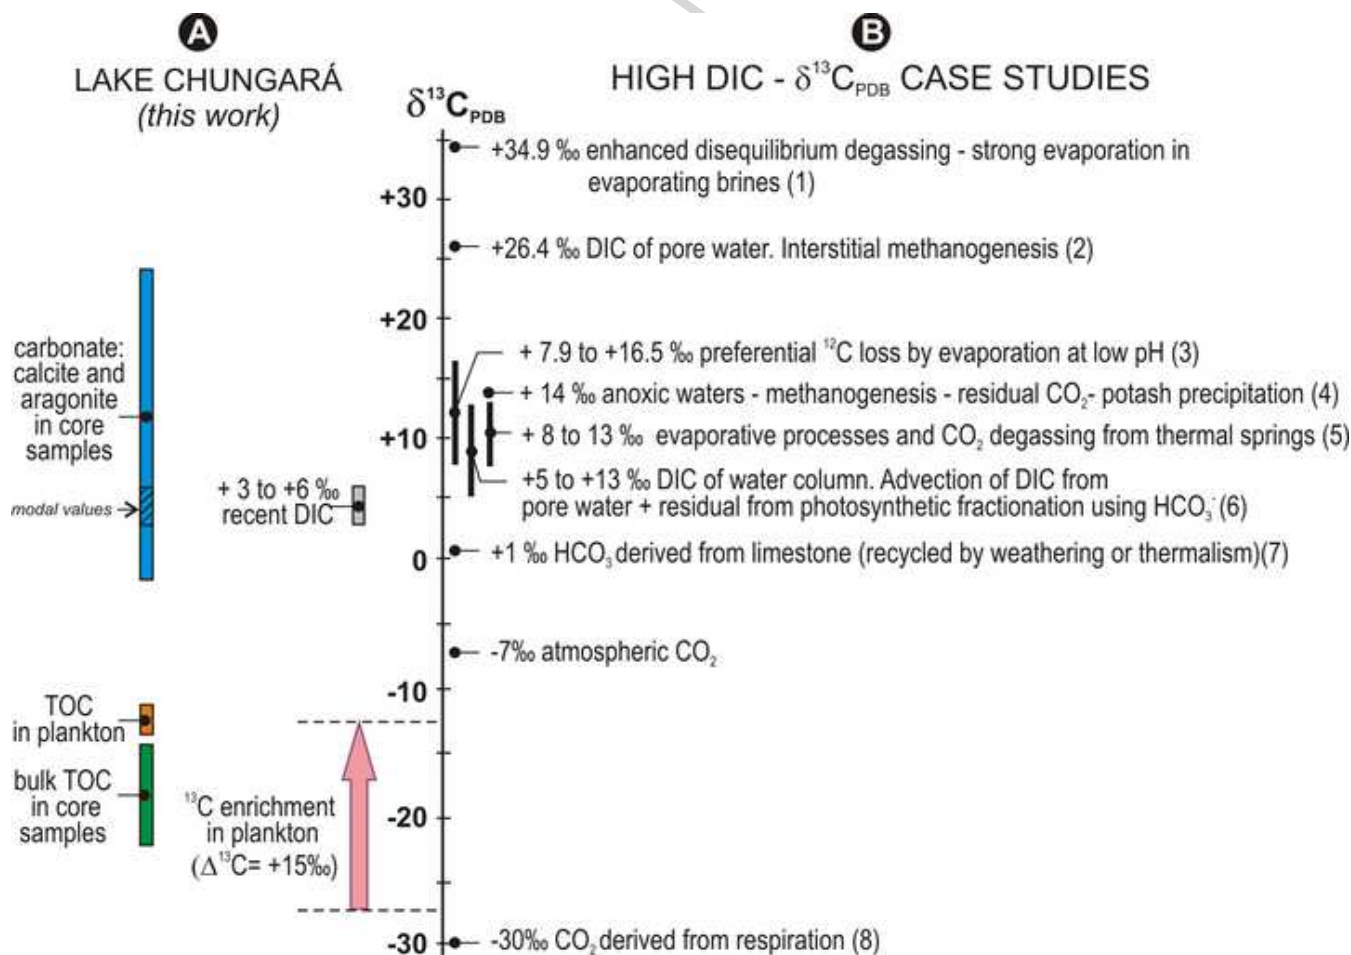 A
LAKE CHUNGARÁ
(this work)
B
HIGH DIC - δ¹³C_PDB CASE STUDIES
δ¹³C_PDB
+30
+20
+10
0
-10
-20
-30
carbonate:
calcite and
aragonite
in core
samples
modal values
+ 3 to +6 ‰
recent DIC
TOC
in plankton
bulk TOC
in core
samples
¹³C enrichment
in plankton
(Δ¹³C= +15‰)
+34.9 ‰ enhanced disequilibrium degassing - strong evaporation in
evaporating brines (1)
+26.4 ‰ DIC of pore water. Interstitial methanogenesis (2)
+ 7.9 to +16.5 ‰ preferential ¹²C loss by evaporation at low pH (3)
+ 14 ‰ anoxic waters - methanogenesis - residual CO₂- potash precipitation (4)
+ 8 to 13 ‰ evaporative processes and CO₂ degassing from thermal springs (5)
+5 to +13 ‰ DIC of water column. Advection of DIC from
pore water + residual from photosynthetic fractionation using HCO₃⁻ (6)
+1 ‰ HCO₃ derived from limestone (recycled by weathering or thermalism)(7)
-7‰ atmospheric CO₂
-30‰ CO₂ derived from respiration (8)